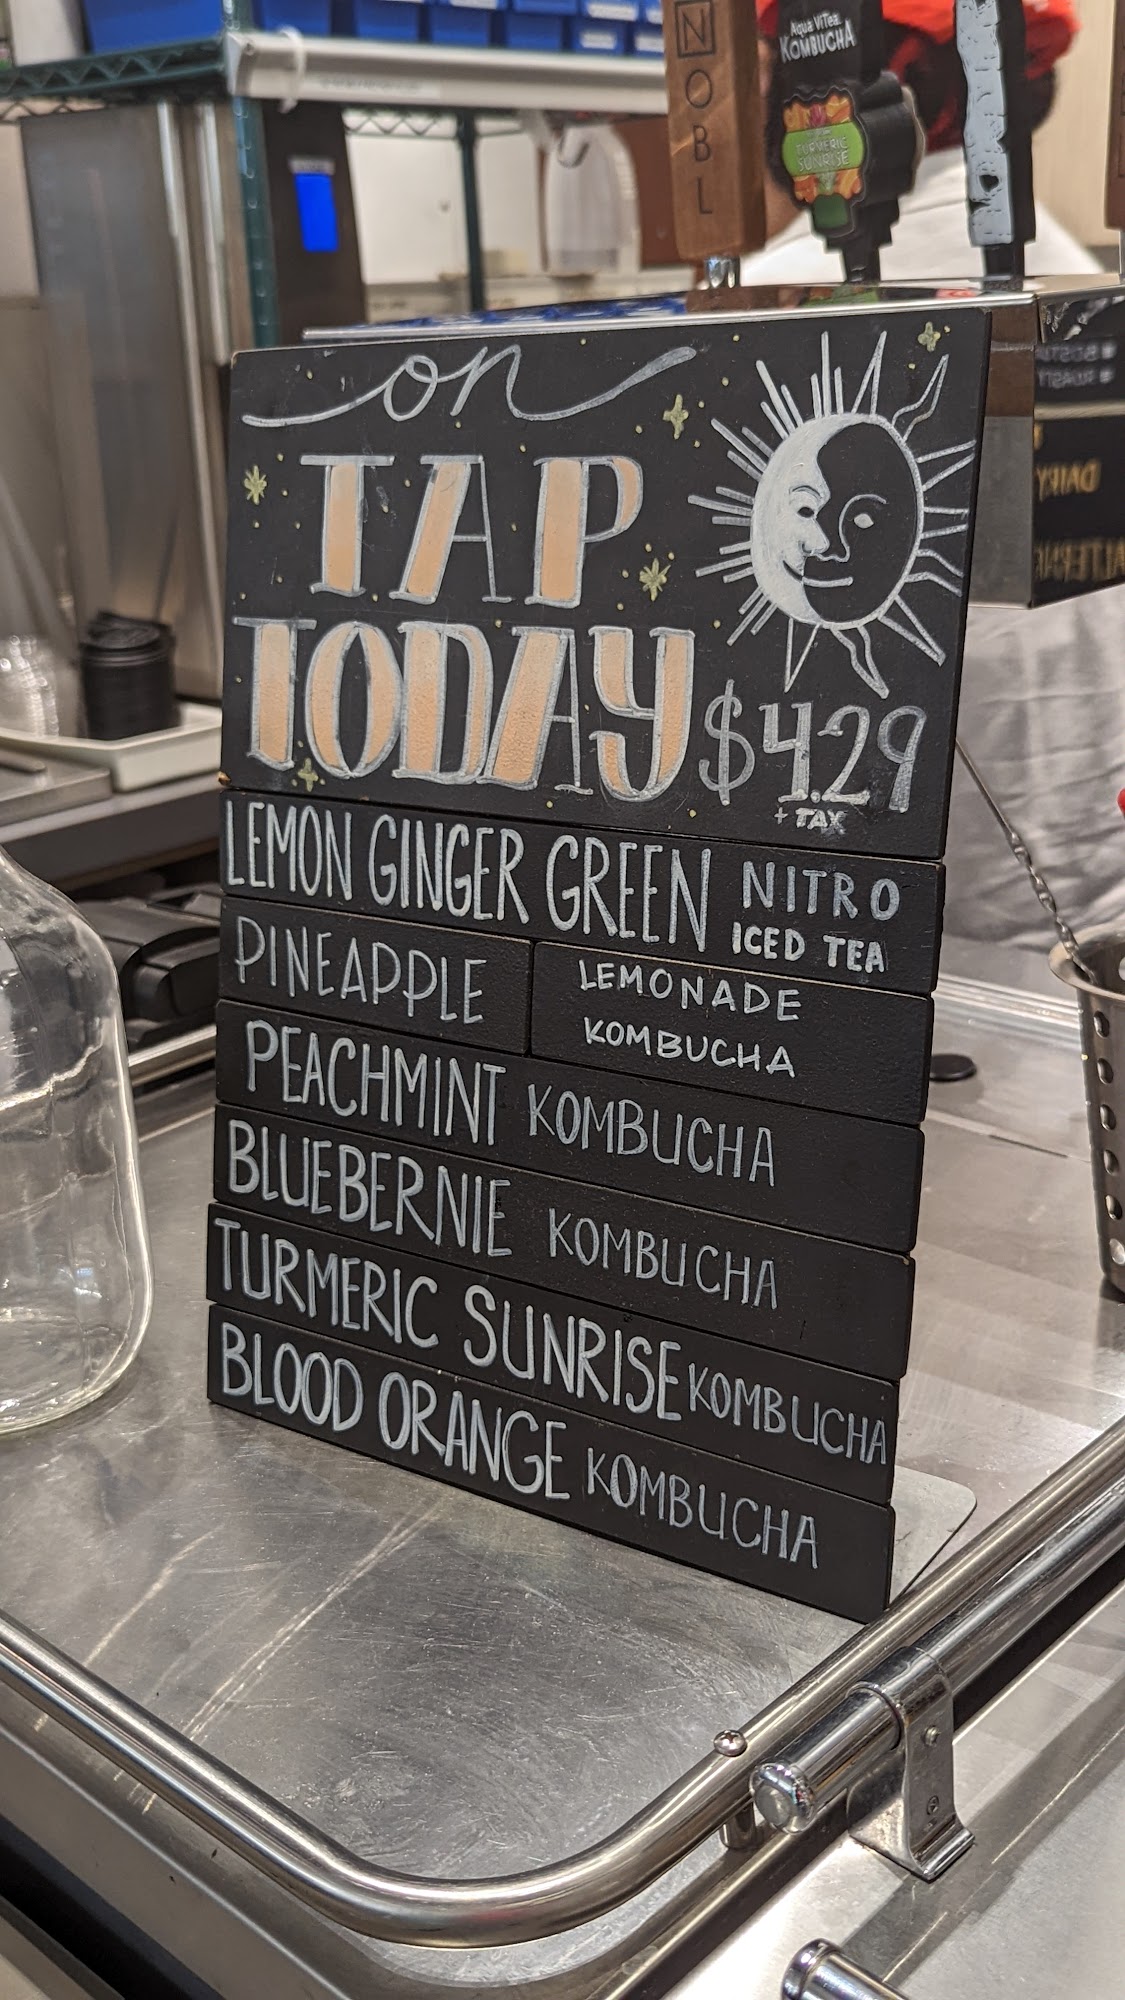 NOBL
Aqua ViTea
KOMBUCHA
TURMERIC
SUNRISE
on
TAP
TODAY
$4.29
+ TAX
LEMON GINGER GREEN NITRO
ICED TEA
PINEAPPLE LEMONADE
KOMBUCHA
PEACHMINT KOMBUCHA
BLUEBERNIE KOMBUCHA
TURMERIC SUNRISE KOMBUCHA
BLOOD ORANGE KOMBUCHA
DAIRY